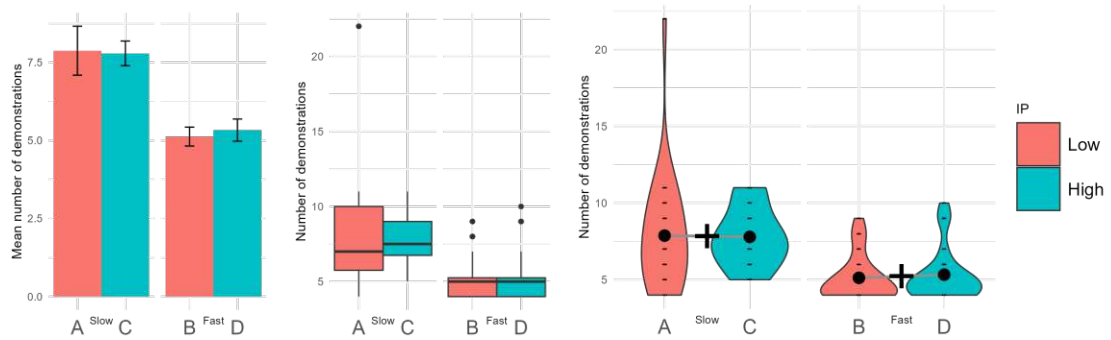 Mean number of demonstrations
7.5
5.0
2.5
0.0
A Slow C B Fast D
Number of demonstrations
20
15
10
5
A Slow C B Fast D
Number of demonstrations
20
15
10
5
A Slow C B Fast D
IP
Low
High